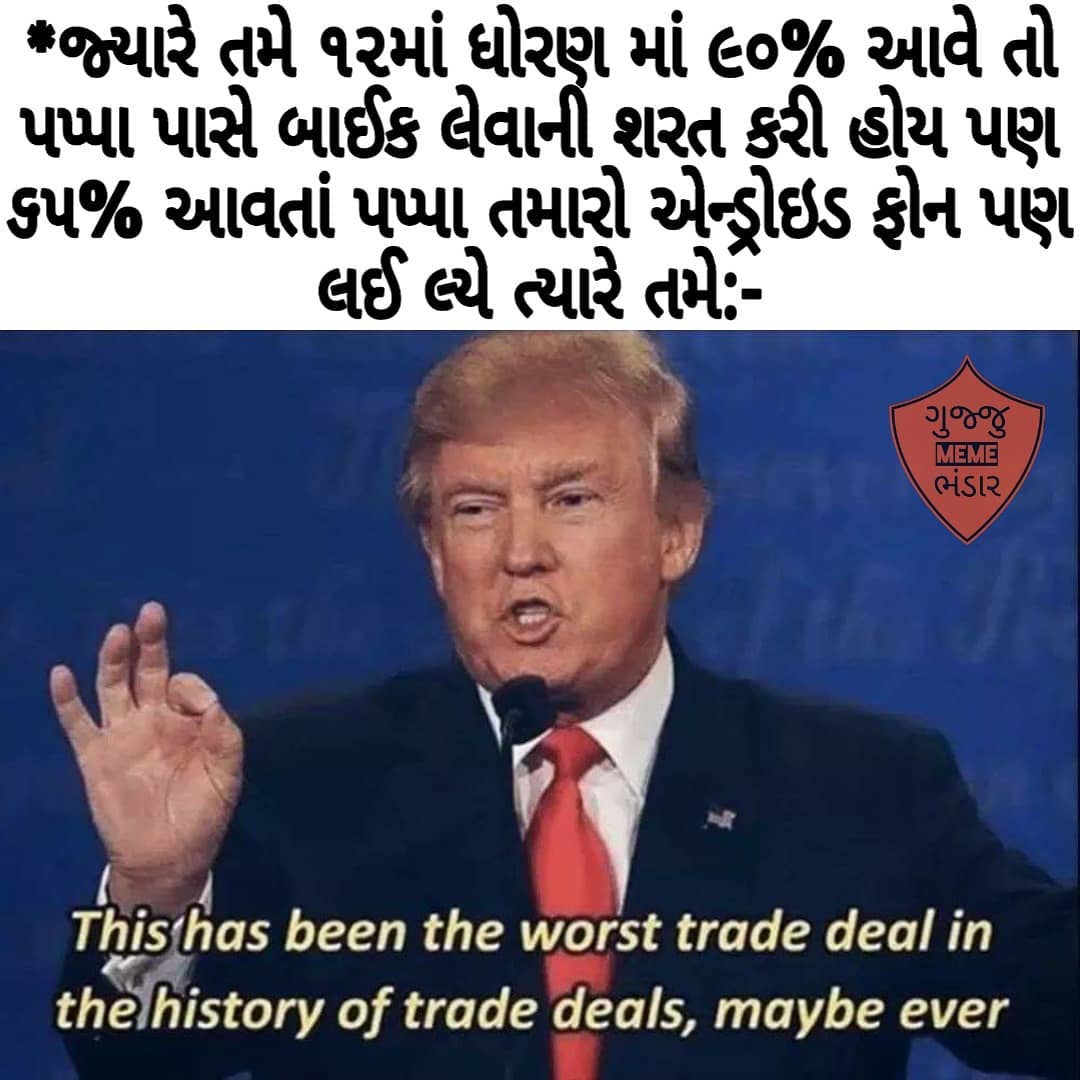 *જ્યારે તમે ૧૨માં ધોરણ માં ૯૦% આવે તો
પપ્પા પાસે બાઈક લેવાની શરત કરી હોય પણ
૬૫% આવતાં પપ્પા તમારો એન્ડ્રોઇડ ફોન પણ
લઈ લ્યે ત્યારે તમે:-
ગુજ્જુ
MEME
ભંડાર
This has been the worst trade deal in
the history of trade deals, maybe ever